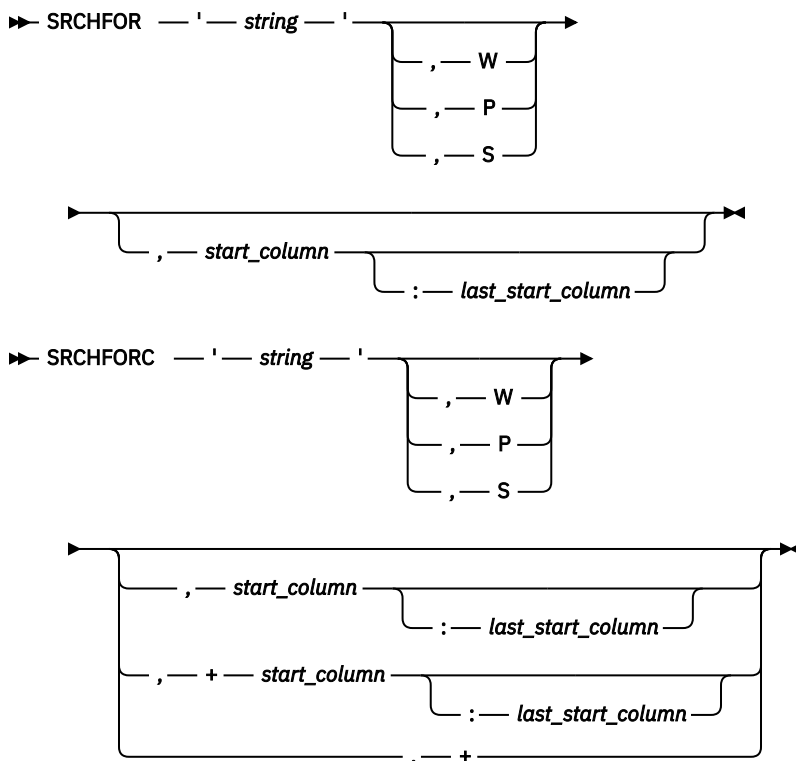 SRCHFOR ' string '
, W
, P
, S
, start_column
: last_start_column
SRCHFORC ' string '
, W
, P
, S
, start_column
: last_start_column
, + start_column
: last_start_column
, +